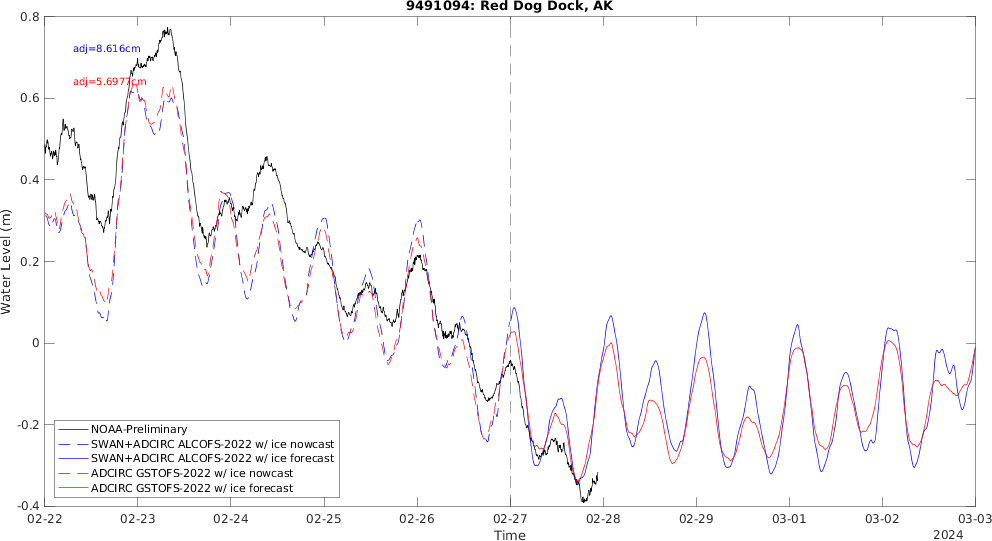 9491094: Red Dog Dock, AK
0.8
adj=8.616cm
adj=5.6977cm
0.6
0.4
0.2
0
-0.2
-0.4
Water Level (m)
NOAA-Preliminary
SWAN+ADCIRC ALCOFS-2022 w/ ice nowcast
SWAN+ADCIRC ALCOFS-2022 w/ ice forecast
ADCIRC GSTOFS-2022 w/ ice nowcast
ADCIRC GSTOFS-2022 w/ ice forecast
02-22 02-23 02-24 02-25 02-26 02-27 02-28 02-29 03-01 03-02 03-03
Time
2024